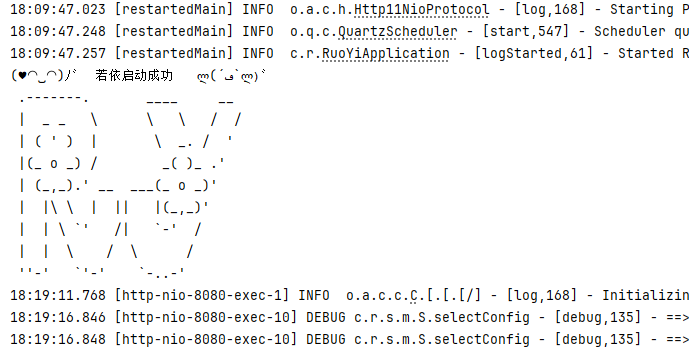 18:09:47.023 [restartedMain] INFO  o.a.c.h.Http11NioProtocol - [log,168] - Starting P
18:09:47.248 [restartedMain] INFO  o.q.c.QuartzScheduler - [start,547] - Scheduler qu
18:09:47.257 [restartedMain] INFO  c.r.RuoYiApplication - [logStarted,61] - Started R
(♥◠‿◠)ノ゙  若依启动成功   ლ(´ڡ`ლ)゙
 .-------.       ____     __
 |  _ _   \      \   \   /  /
 | ( ' )  |       \  _. /  '
 |(_ o _) /        _( )_ .'
 | (_,_).' __  ___(_ o _)'
 |  |\ \  |  ||   |(_,_)'
 |  | \ `'   /|   `-'  /
 |  |  \    /  \      /
 ''-'   `'-'    `-..-'
18:19:11.768 [http-nio-8080-exec-1] INFO  o.a.c.c.C.[.[.[/] - [log,168] - Initializin
18:19:16.846 [http-nio-8080-exec-10] DEBUG c.r.s.m.S.selectConfig - [debug,135] - ==>
18:19:16.848 [http-nio-8080-exec-10] DEBUG c.r.s.m.S.selectConfig - [debug,135] - ==>